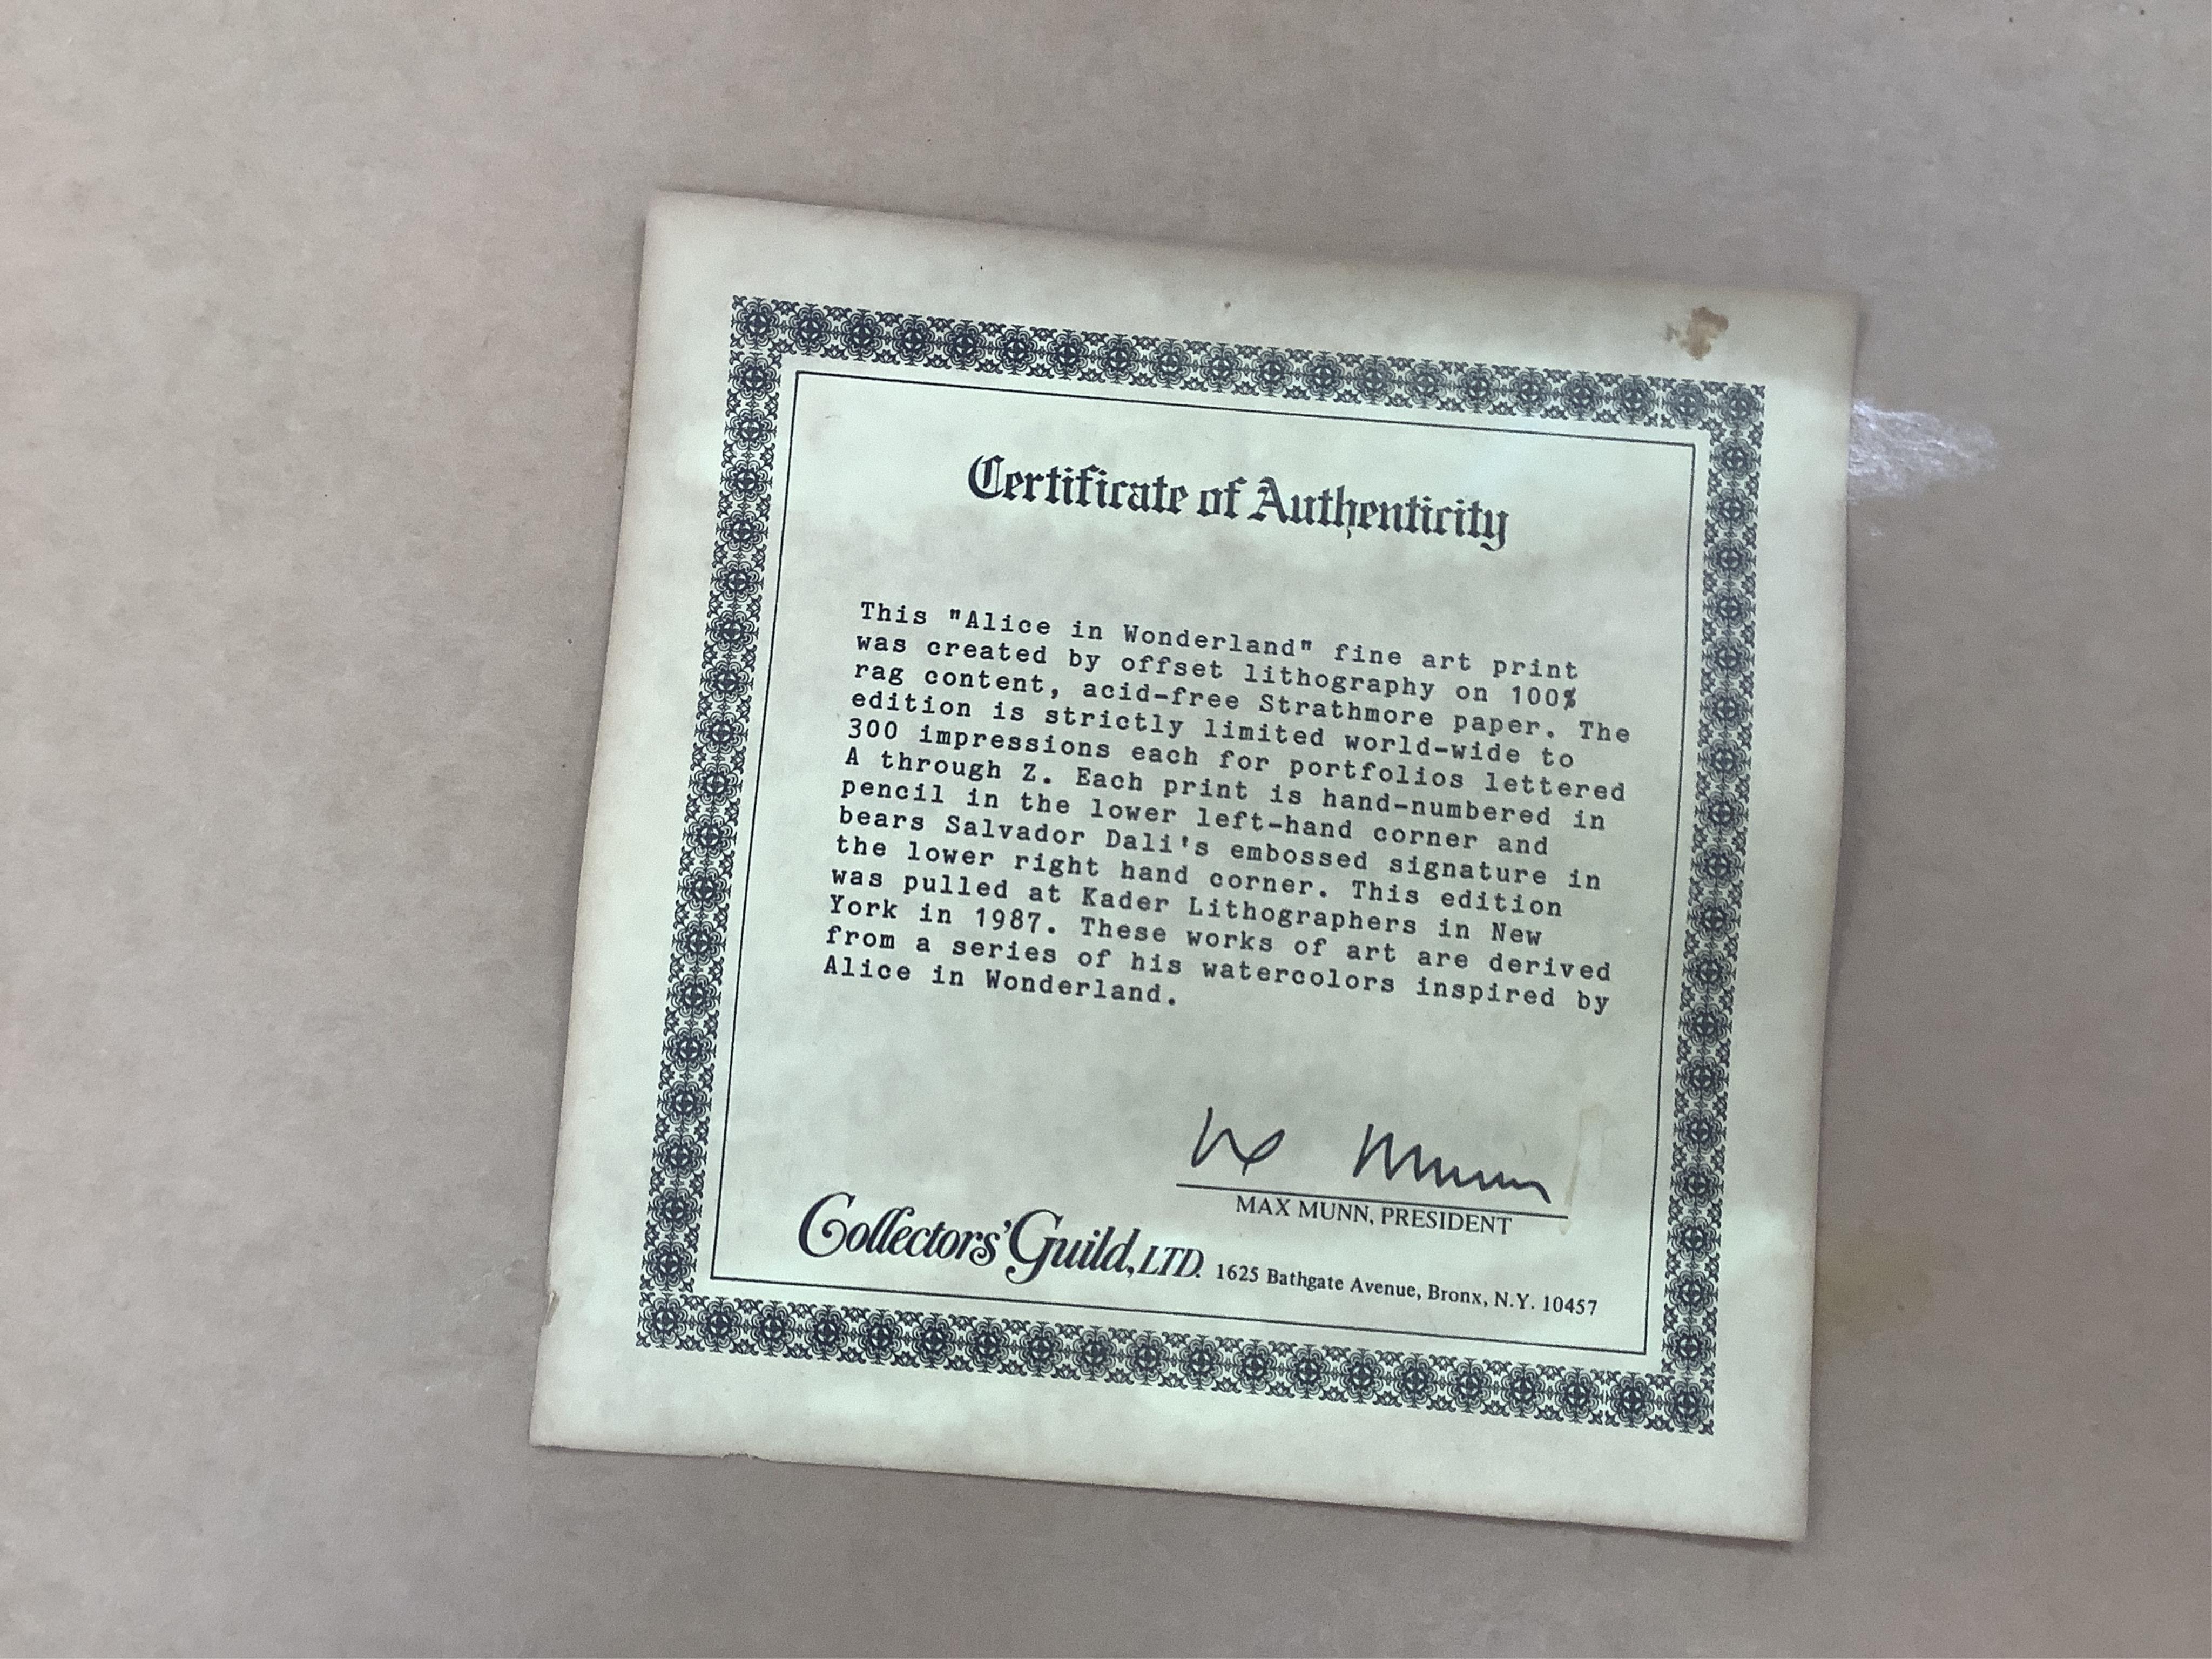 Certificate of Authenticity
This "Alice in Wonderland" fine art print
was created by offset lithography on 100%
rag content, acid-free Strathmore paper. The
edition is strictly limited world-wide to
300 impressions each for portfolios lettered
A through Z. Each print is hand-numbered in
pencil in the lower left-hand corner and
bears Salvador Dali's embossed signature in
the lower right hand corner. This edition
was pulled at Kader Lithographers in New
York in 1987. These works of art are derived
from a series of his watercolors inspired by
Alice in Wonderland.
Munn
MAX MUNN, PRESIDENT
Collectors' Guild, LTD. 1625 Bathgate Avenue, Bronx, N.Y. 10457